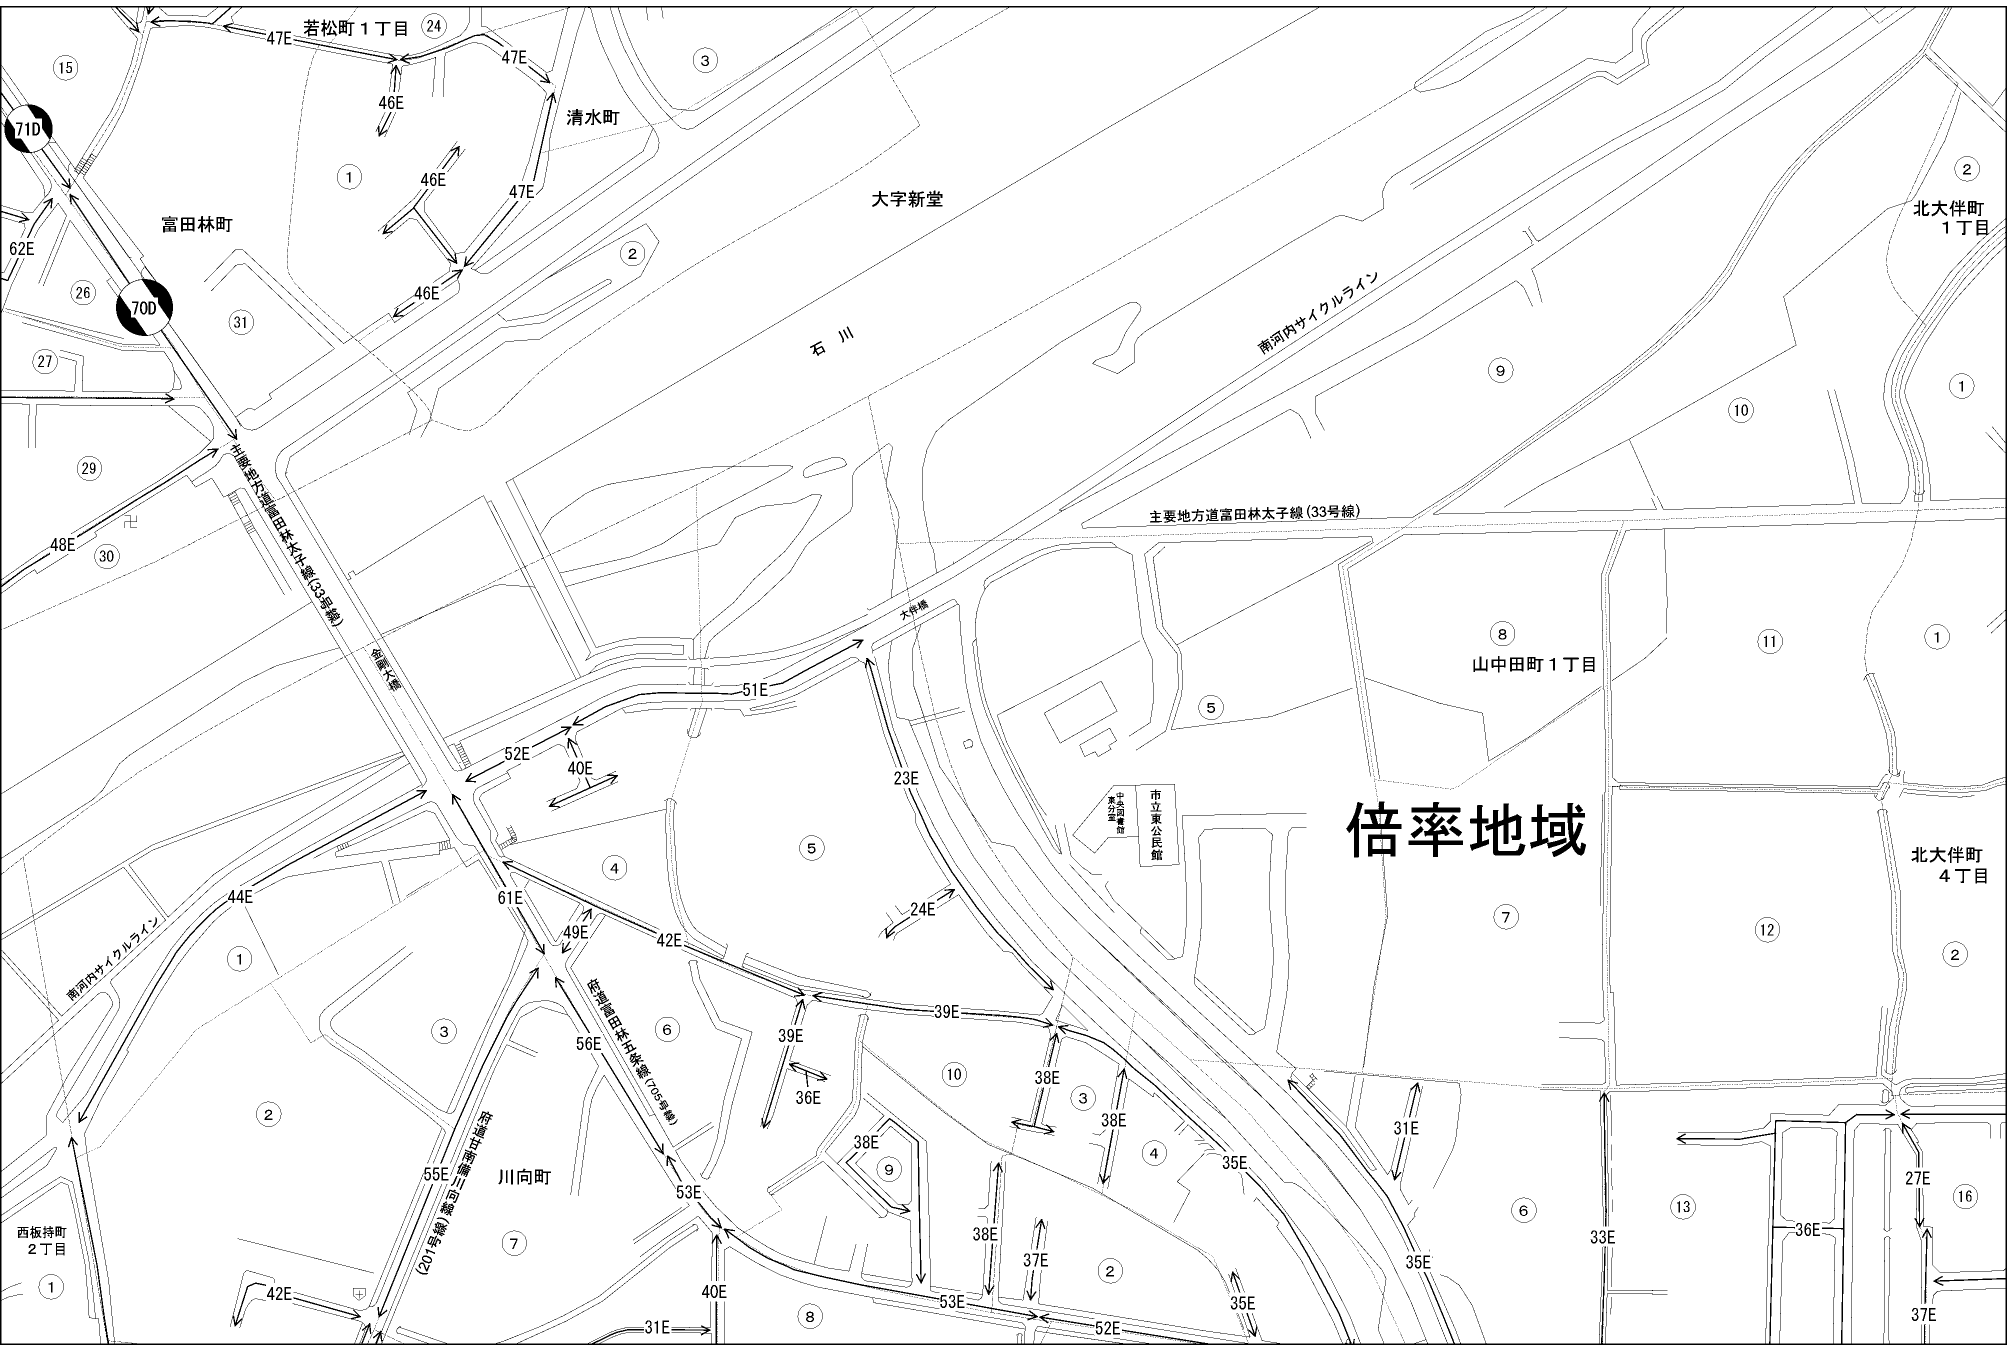 若松町１丁目
24
47E
47E
3
15
46E
清水町
71D
1
46E
47E
2
大字新堂
北大伴町
１丁目
富田林町
62E
2
26
46E
70D
31
南河内サイクルライン
石川
27
9
1
10
29
主要地方道富田林太子線(33号線)
主要地方道富田林太子線(33号線)
48E
30
大伴橋
8
11
1
山中田町１丁目
金剛大橋
51E
5
52E
40E
23E
市立東公民館
中央図書館
東分室
倍率地域
5
4
北大伴町
４丁目
44E
61E
24E
7
12
49E
42E
南河内サイクルライン
1
2
府道富田林五条線(705号線)
39E
3
6
39E
56E
10
38E
36E
3
2
38E
31E
府道甘南備川向線(201号線)
38E
4
9
35E
55E
川向町
27E
53E
16
13
6
西板持町
２丁目
38E
33E
36E
7
37E
35E
2
1
42E
40E
53E
35E
8
31E
52E
37E